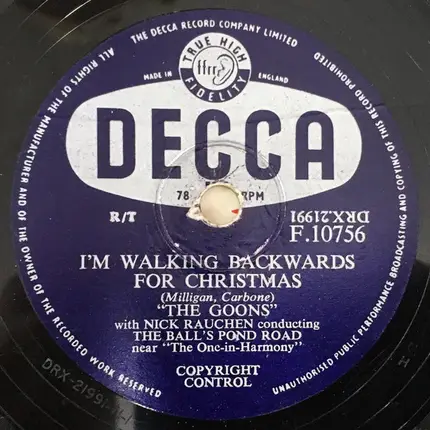 THE DECCA RECORD COMPANY LIMITED
ALL RIGHTS OF THE MANUFACTURER AND OF THE OWNER OF THE RECORDED WORK RESERVED
UNAUTHORISED PUBLIC PERFORMANCE BROADCASTING AND COPYING OF THIS RECORD PROHIBITED
TRUE HIGH
ffrr
FIDELITY
MADE IN ENGLAND
DECCA
78 RPM
R/T
DRX.21991
F.10756
I'M WALKING BACKWARDS
FOR CHRISTMAS
(Milligan, Carbone)
"THE GOONS"
with NICK RAUCHEN conducting
THE BALL'S POND ROAD
near "The One-in-Harmony"
COPYRIGHT
CONTROL
H